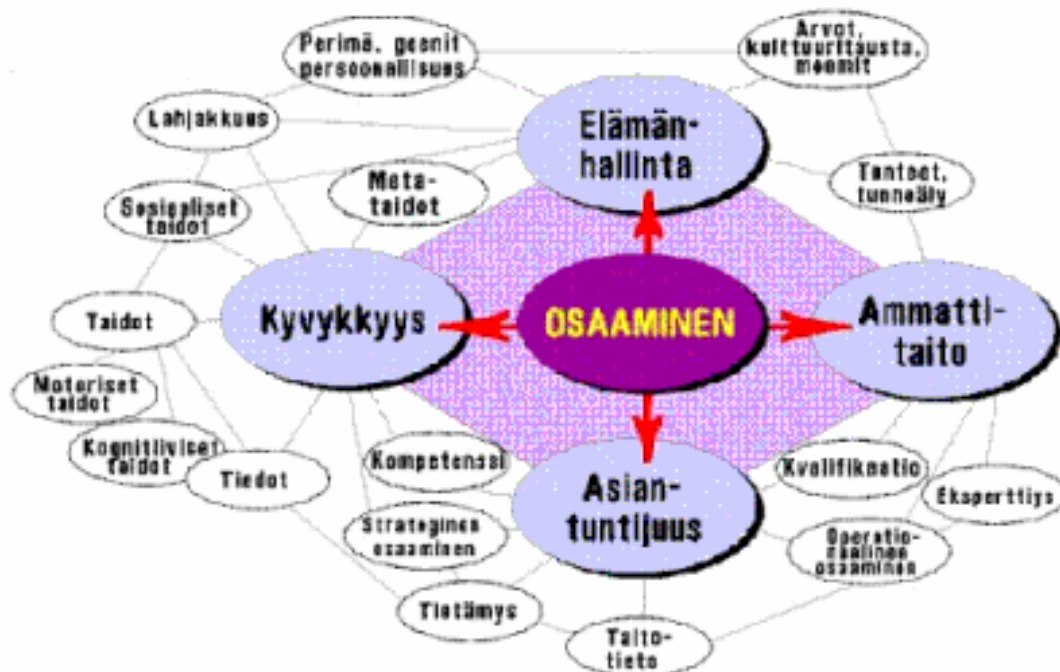 Perimä, geenit
persoonallisuus
Arvot,
kulttuuritausta,
meemit
Lahjakkuus
Elämän-
hallinta
Meta-
taidot
Tunteet,
tunneäly
Sosiaaliset
taidot
Kyvykkyys
OSAAMINEN
Ammatti-
taito
Taidot
Motoriset
taidot
Kognitiiviset
taidot
Tiedot
Kompetenssi
Asian-
tuntijuus
Kvalifikaatio
Eksperttiys
Strateginen
osaaminen
Operatio-
naalinen
osaaminen
Tietämys
Taito-
tieto